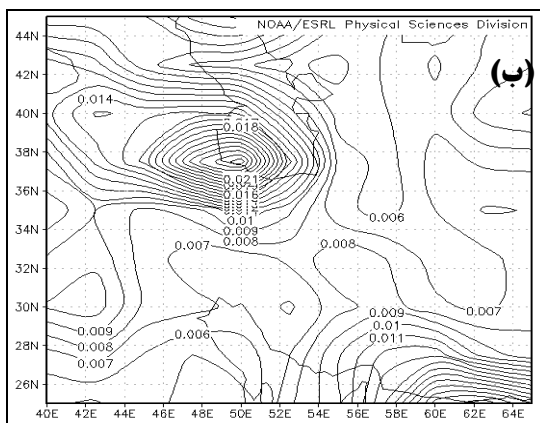 NOAA/ESRL Physical Sciences Division
44N
42N
(ب)
0.014
40N
0.018
38N
0.021
36N
0.016
0.01
0.006
34N
0.009
0.008
0.007
0.008
32N
30N
0.007
0.009
0.009
0.006
0.01
0.008
0.011
28N
0.007
26N
40E 42E 44E 46E 48E 50E 52E 54E 56E 58E 60E 62E 64E